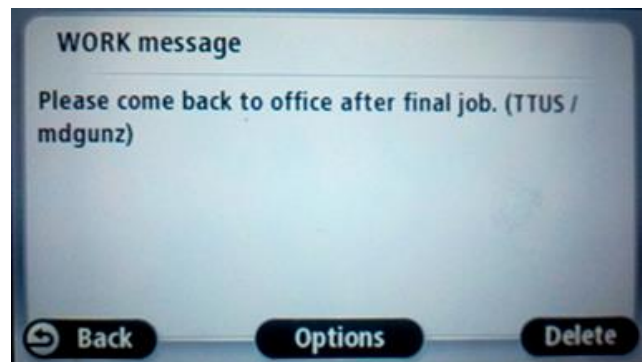 WORK message
Please come back to office after final job. (TTUS /
mdgunz)
Back Options Delete